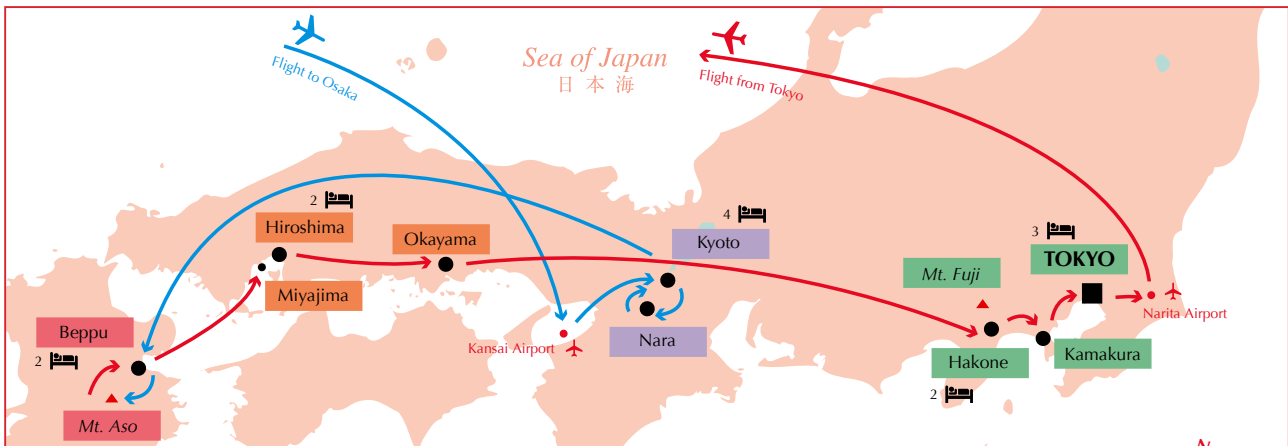 Sea of Japan
日本海
Flight to Osaka
Flight from Tokyo
2
Hiroshima
Okayama
4
Kyoto
3
TOKYO
Mt. Fuji
Miyajima
Narita Airport
Beppu
Kansai Airport
Nara
Hakone
Kamakura
2
2
Mt. Aso
N